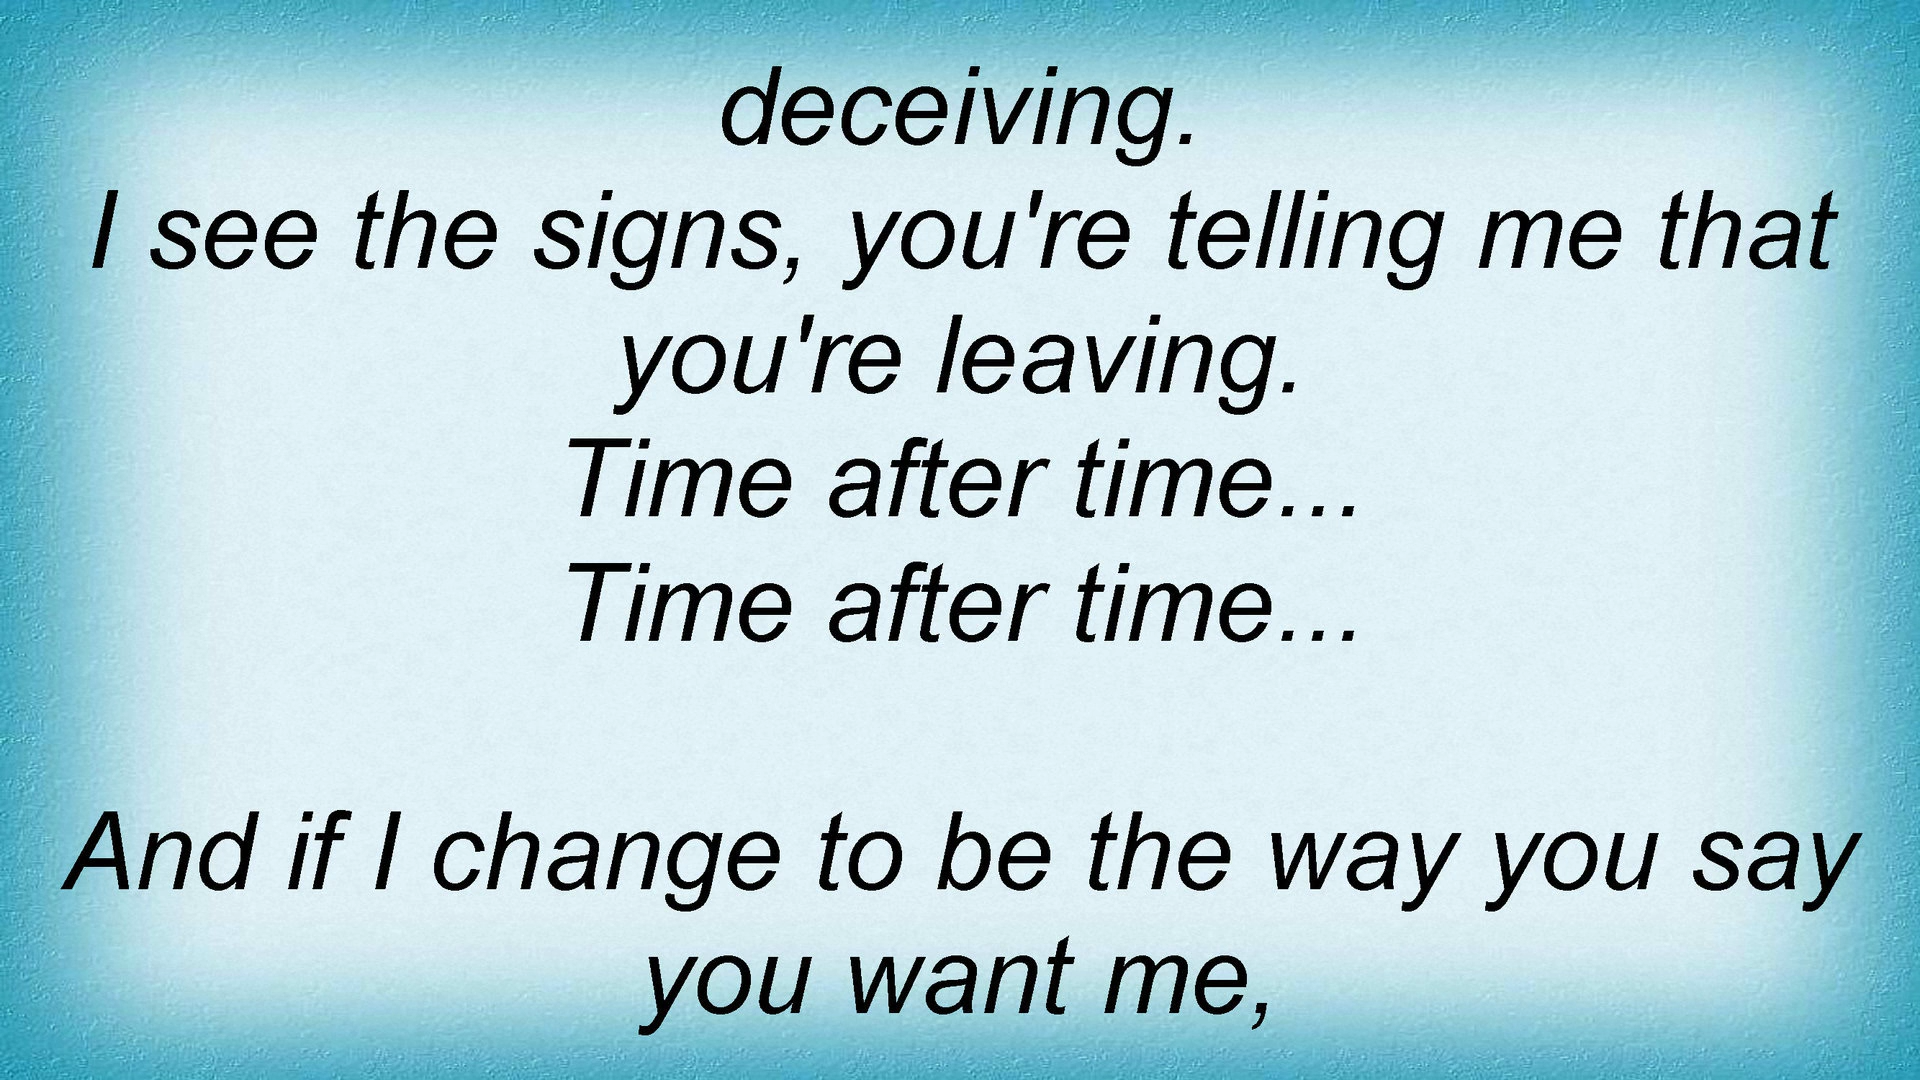 deceiving.
I see the signs, you're telling me that
you're leaving.
Time after time...
Time after time...
And if I change to be the way you say
you want me,